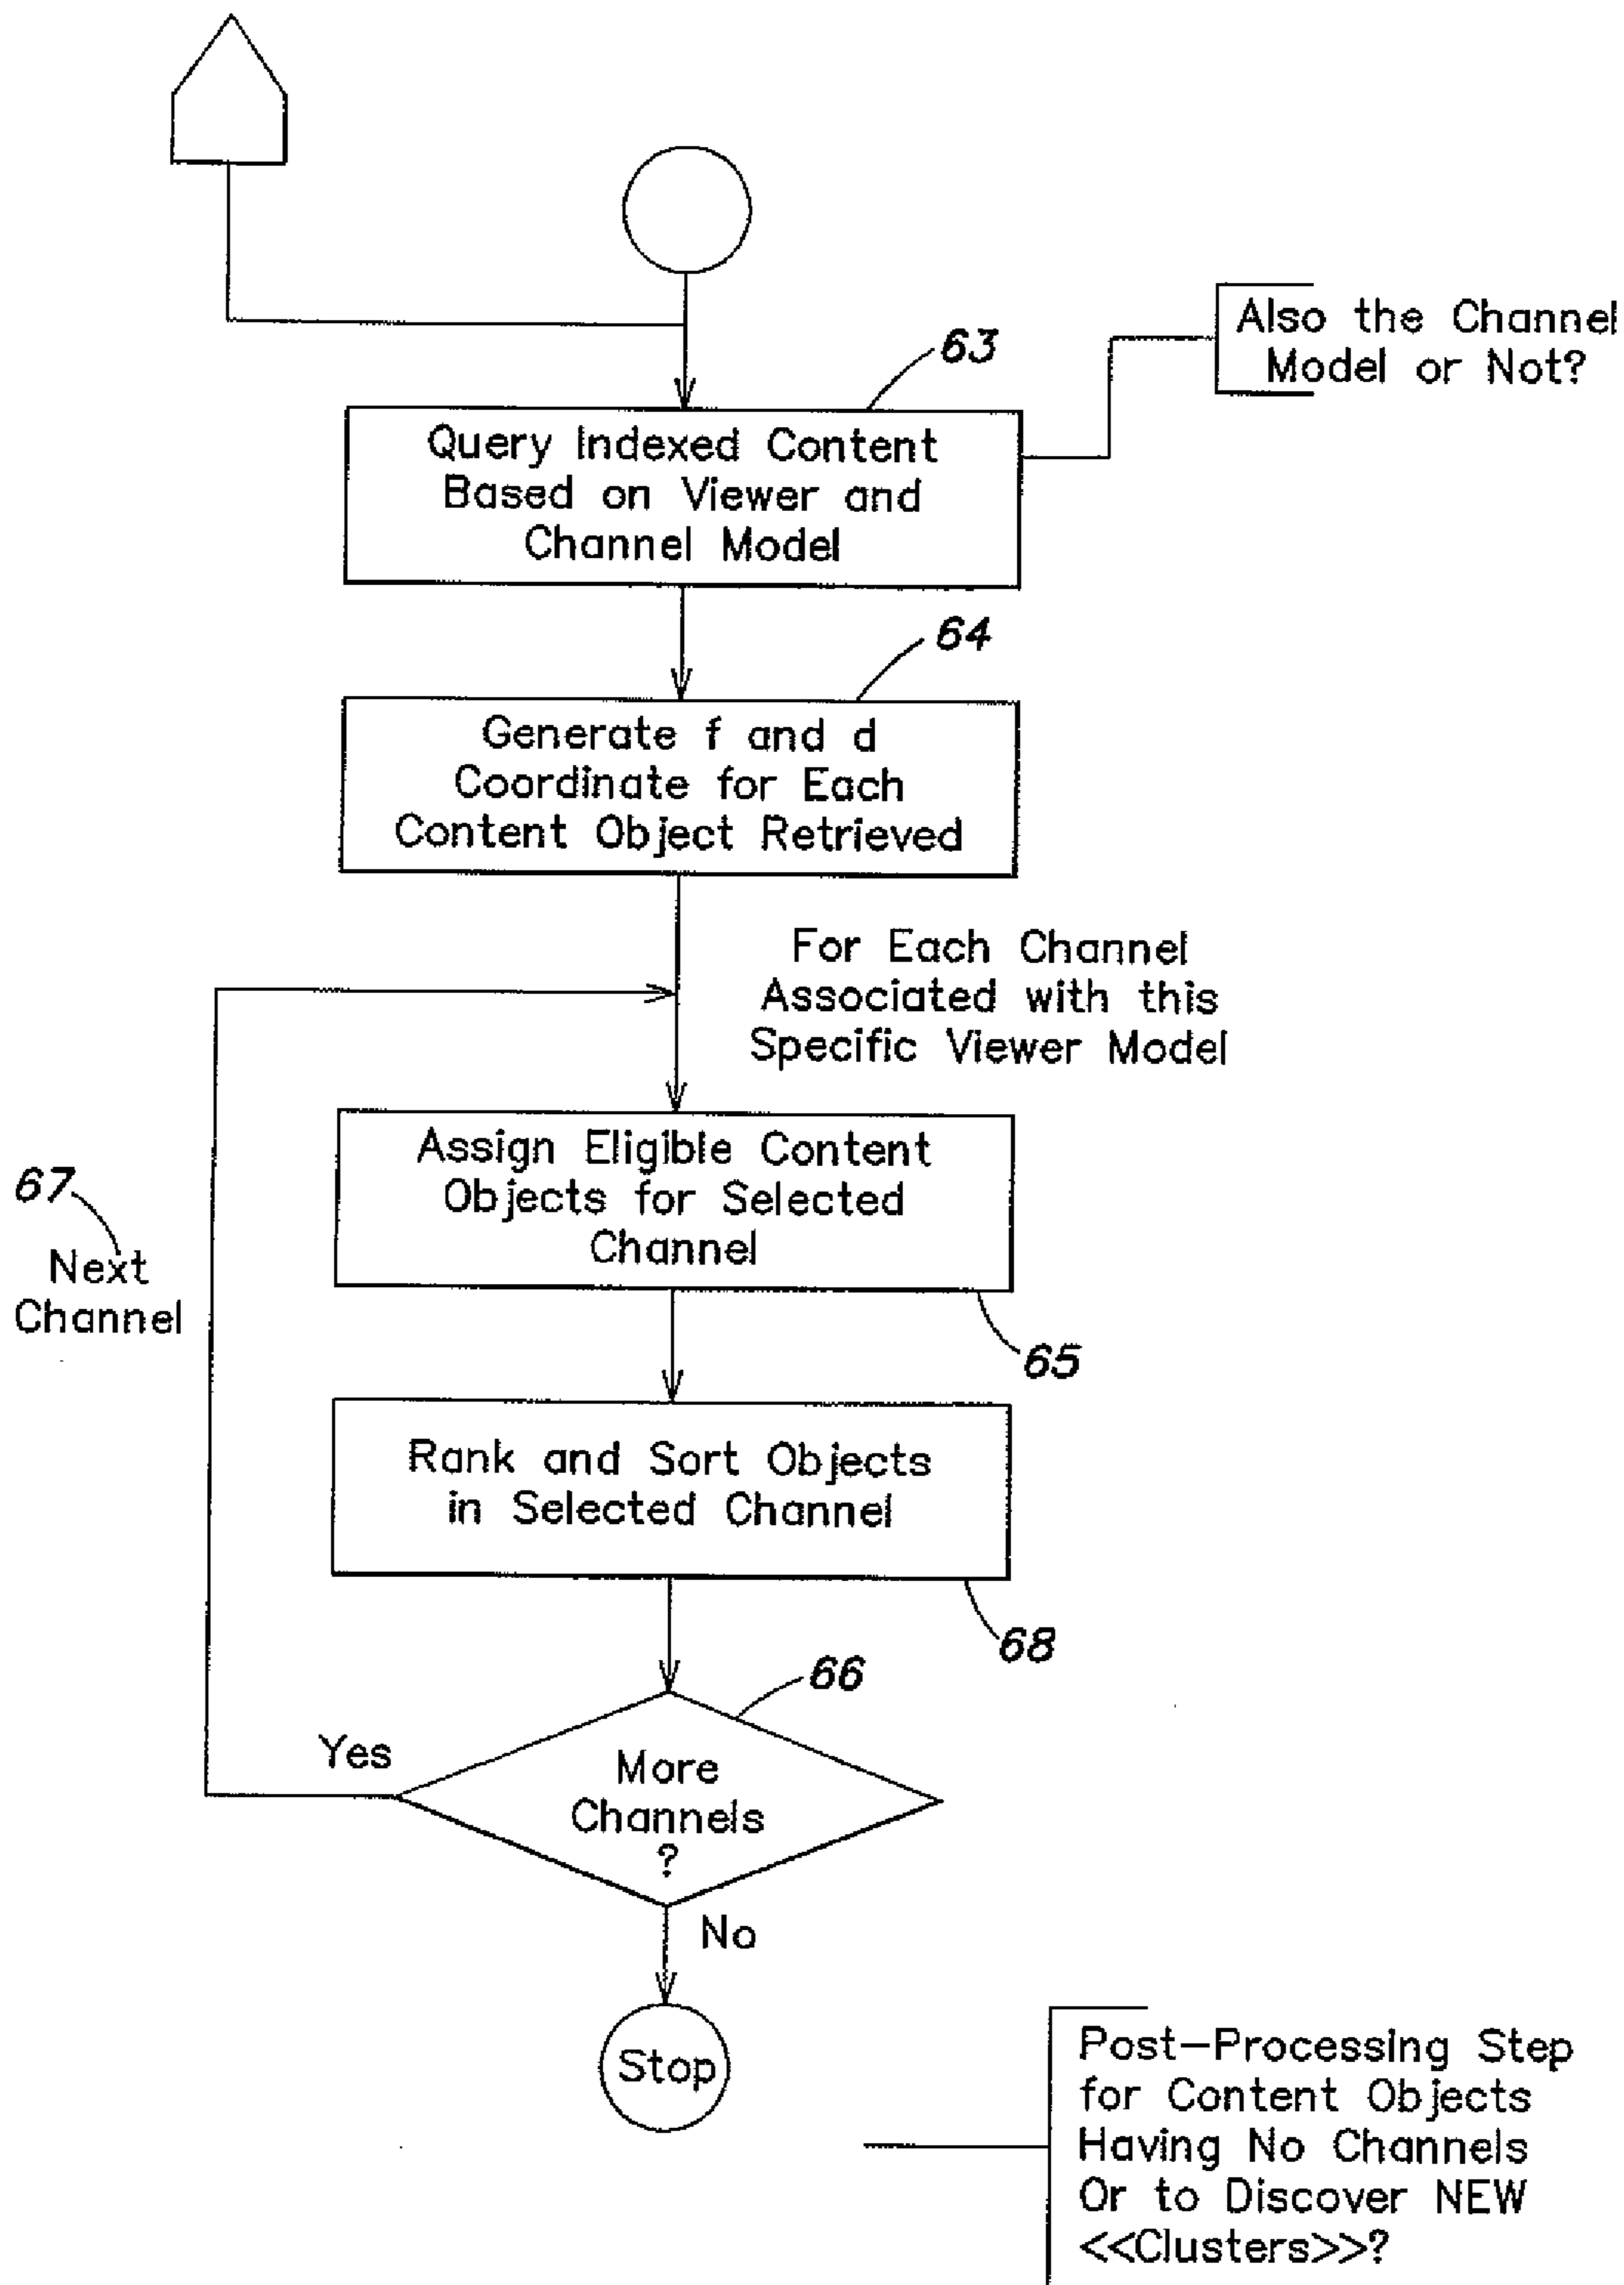 63
Also the Channel
Model or Not?
Query Indexed Content
Based on Viewer and
Channel Model
64
Generate f and d
Coordinate for Each
Content Object Retrieved
For Each Channel
Associated with this
Specific Viewer Model
Assign Eligible Content
Objects for Selected
Channel
67
Next
Channel
65
Rank and Sort Objects
in Selected Channel
68
66
Yes
More
Channels
?
No
Stop
Post-Processing Step
for Content Objects
Having No Channels
Or to Discover NEW
<<Clusters>>?